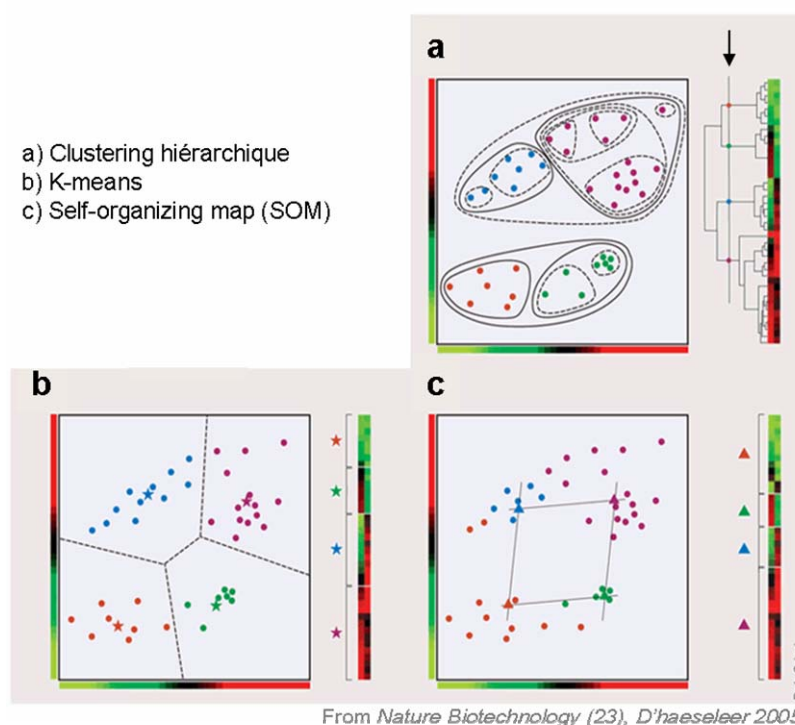 a
a) Clustering hiérarchique
b) K-means
c) Self-organizing map (SOM)
b
c
From Nature Biotechnology (23), D'haeseleer 2005